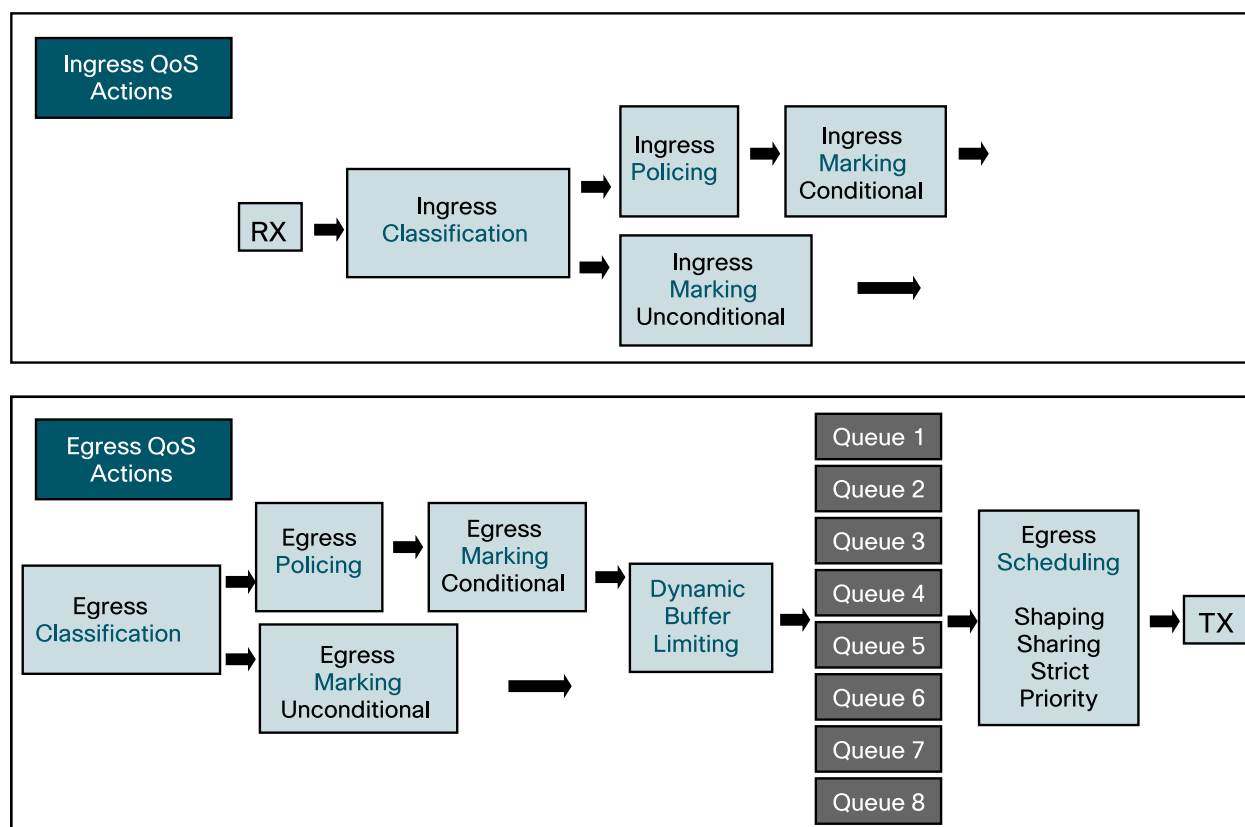 Ingress QoS
Actions
RX
Ingress
Classification
Ingress
Policing
Ingress
Marking
Conditional
Ingress
Marking
Unconditional
Egress QoS
Actions
Egress
Classification
Egress
Policing
Egress
Marking
Conditional
Egress
Marking
Unconditional
Dynamic
Buffer
Limiting
Queue 1
Queue 2
Queue 3
Queue 4
Queue 5
Queue 6
Queue 7
Queue 8
Egress
Scheduling
Shaping
Sharing
Strict
Priority
TX